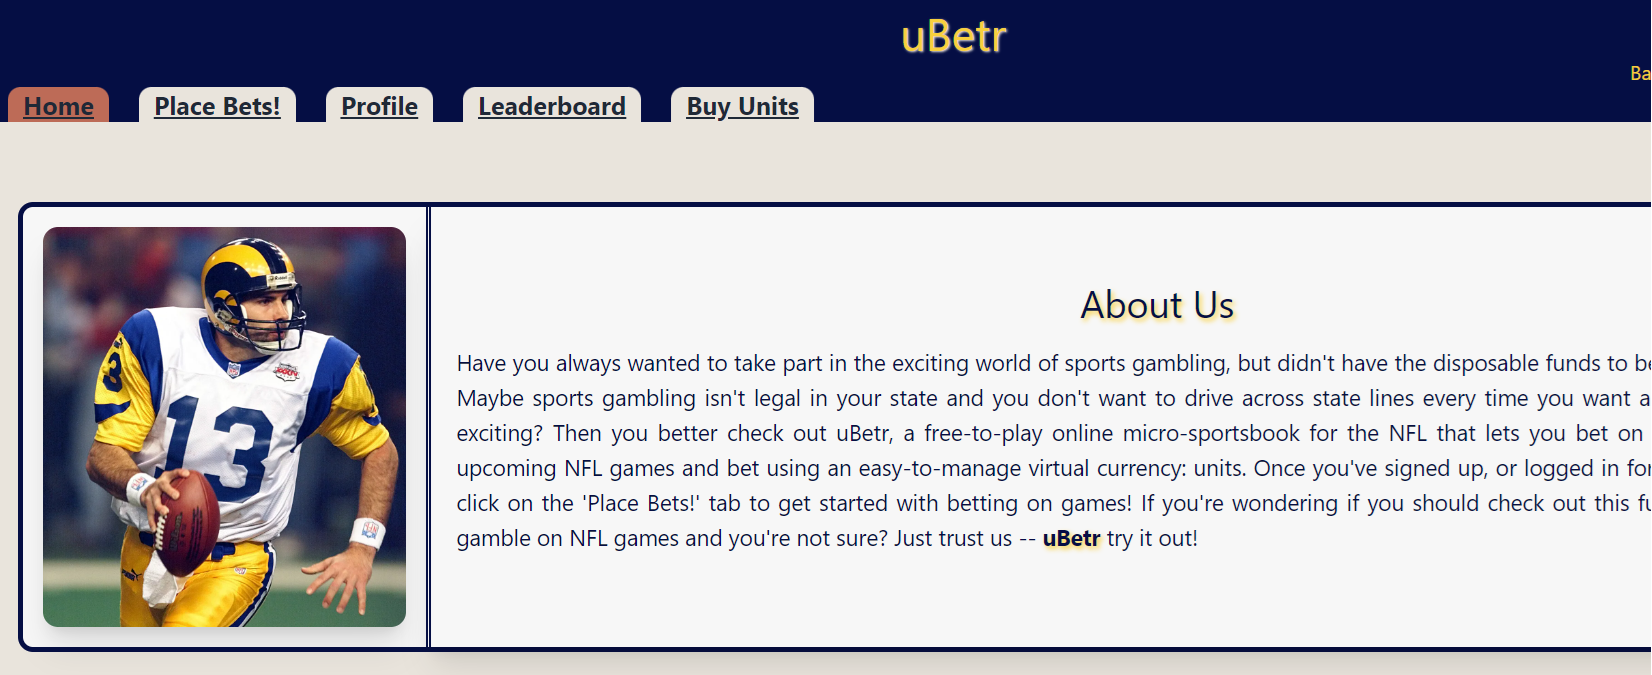 uBetr
Ba
Home Place Bets! Profile Leaderboard Buy Units
About Us
Have you always wanted to take part in the exciting world of sports gambling, but didn't have the disposable funds to be
Maybe sports gambling isn't legal in your state and you don't want to drive across state lines every time you want a
exciting? Then you better check out uBetr, a free-to-play online micro-sportsbook for the NFL that lets you bet on
upcoming NFL games and bet using an easy-to-manage virtual currency: units. Once you've signed up, or logged in for
click on the 'Place Bets!' tab to get started with betting on games! If you're wondering if you should check out this fu
gamble on NFL games and you're not sure? Just trust us -- uBetr try it out!
13
13